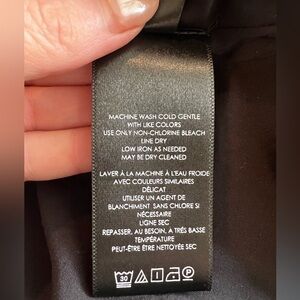 MACHINE WASH COLD GENTLE
WITH LIKE COLORS
USE ONLY NON-CHLORINE BLEACH
LINE DRY
LOW IRON AS NEEDED
MAY BE DRY CLEANED
LAVER À LA MACHINE À L'EAU FROIDE
AVEC COULEURS SIMILAIRES
DÉLICAT
UTILISER UN AGENT DE
BLANCHIMENT SANS CHLORE SI
NÉCESSAIRE
LIGNE SEC
REPASSER, AU BESOIN, A TRÈS BASSE
TEMPÉRATURE
PEUT-ÊTRE ÊTRE NETTOYÉE SEC
30
P